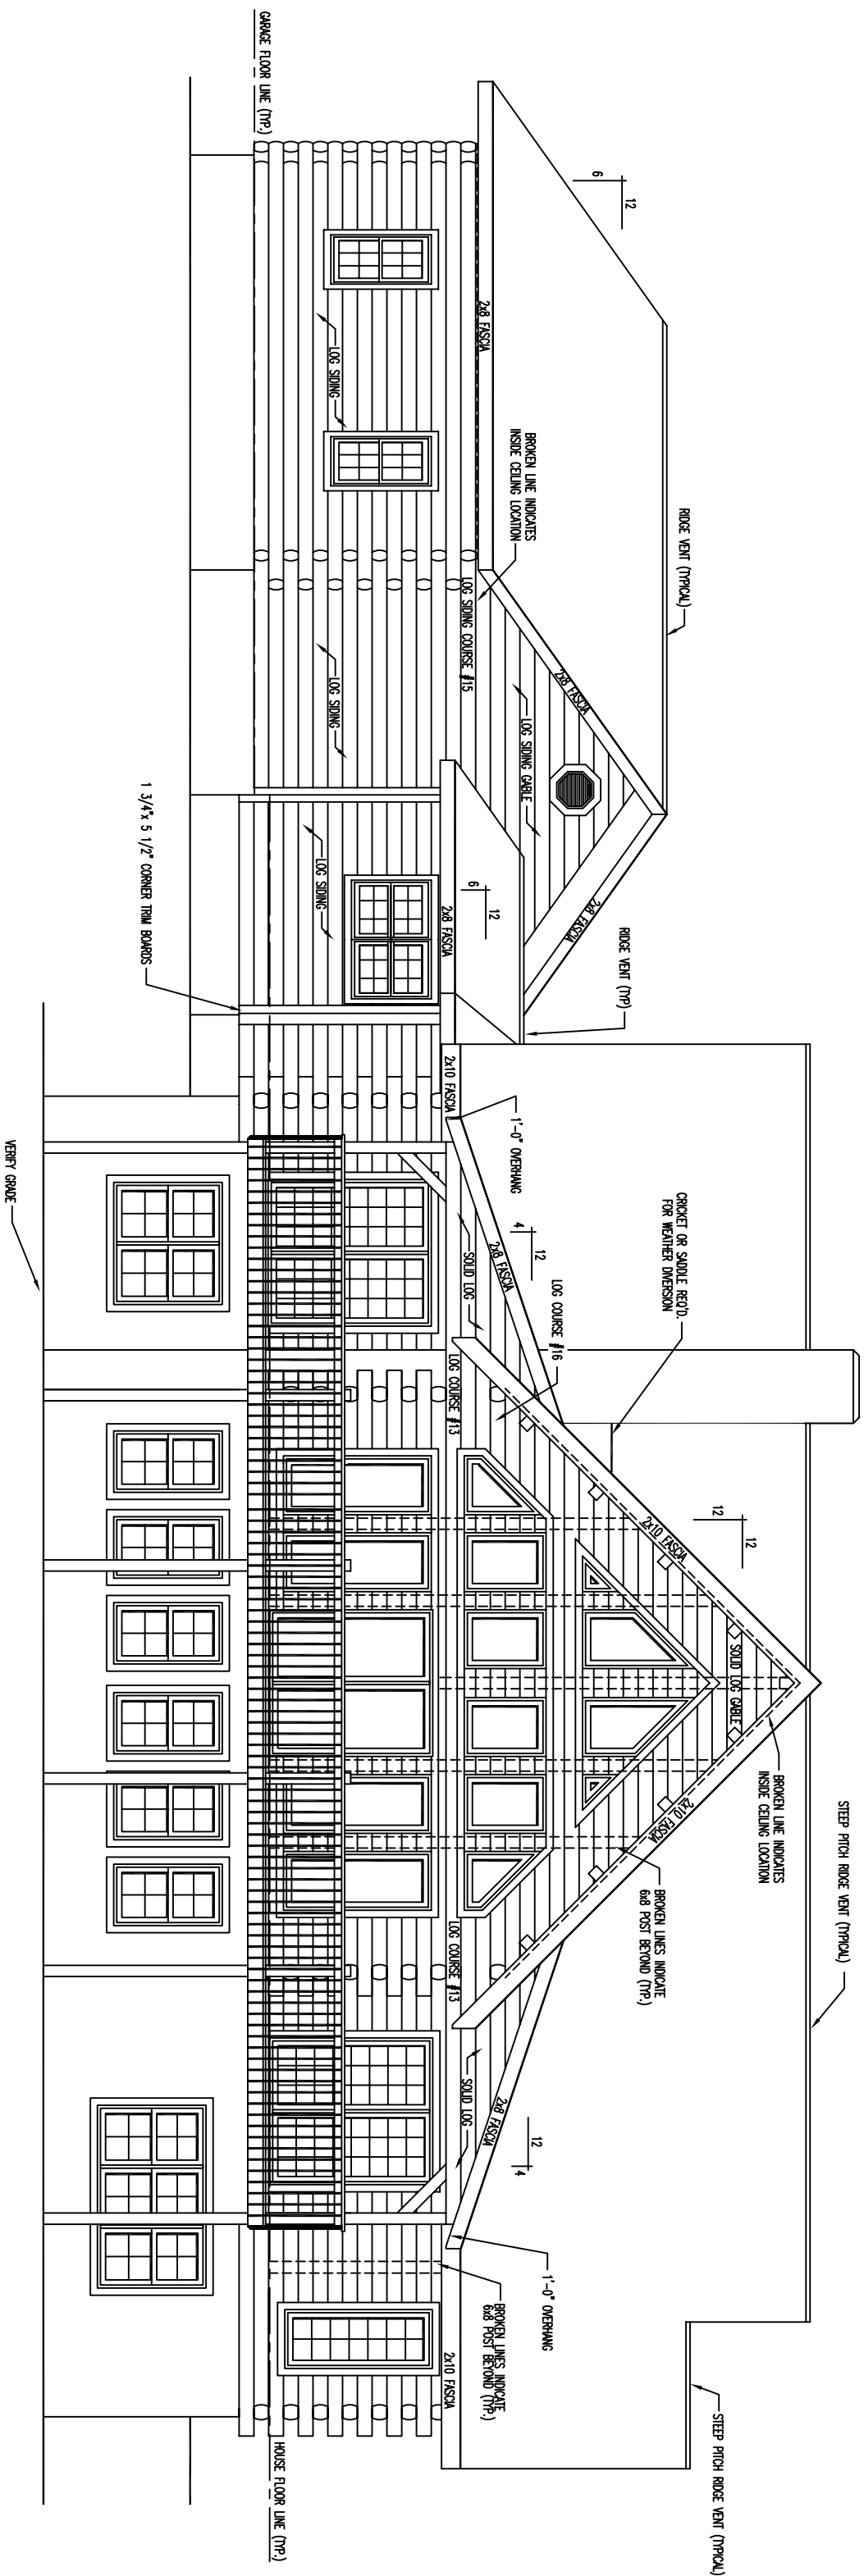 GARAGE FLOOR LINE (TYP.)
6
12
2x8 FASCIA
LOG SIDING
BROKEN LINE INDICATES
INSIDE CEILING LOCATION
RIDGE VENT (TYPICAL)
LOG SIDING COURSE #15
LOG SIDING
2x8 FASCIA
LOG SIDING GABLE
1 3/4"x 5 1/2" CORNER TRIM BOARDS
LOG SIDING
6
12
2x8 FASCIA
2x8 FASCIA
RIDGE VENT (TYP)
2x10 FASCIA
1'-0" OVERHANG
VERIFY GRADE
4
12
SOLID LOG
2x8 FASCIA
CRICKET OR SADDLE REQ'D.
FOR WEATHER DIVERSION
LOG COURSE #16
LOG COURSE #13
12
12
2x10 FASCIA
SOLID LOG GABLE
BROKEN LINE INDICATES
INSIDE CEILING LOCATION
STEEP PITCH RIDGE VENT (TYPICAL)
2x10 FASCIA
BROKEN LINES INDICATE
6x8 POST BEYOND (TYP.)
LOG COURSE #13
SOLID LOG
2x8 FASCIA
12
4
1'-0" OVERHANG
BROKEN LINES INDICATE
6x8 POST BEYOND (TYP.)
2x10 FASCIA
HOUSE FLOOR LINE (TYP.)
STEEP PITCH RIDGE VENT (TYPICAL)